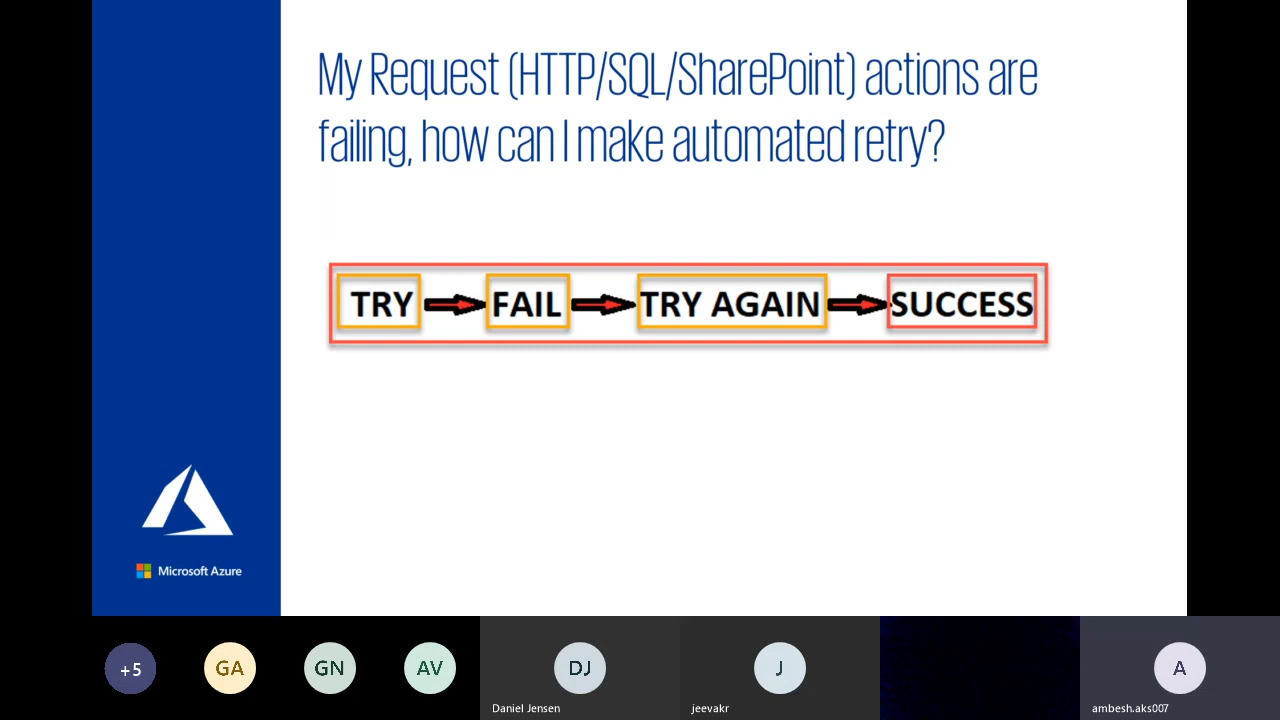 My Request (HTTP/SQL/SharePoint) actions are
failing, how can I make automated retry?
TRY FAIL TRY AGAIN SUCCESS
Microsoft Azure
+5 GA GN AV DJ J A
Daniel Jensen jeevakr ambesh.aks007